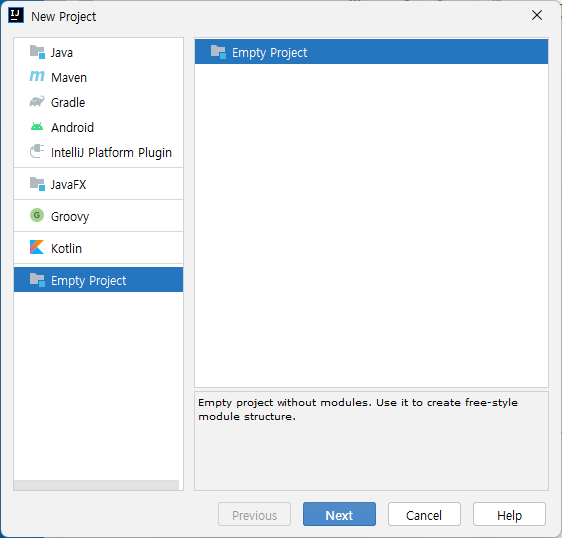 New Project
Java
Maven
Gradle
Android
IntelliJ Platform Plugin
JavaFX
Groovy
Kotlin
Empty Project
Empty Project
Empty project without modules. Use it to create free-style
module structure.
Previous
Next
Cancel
Help